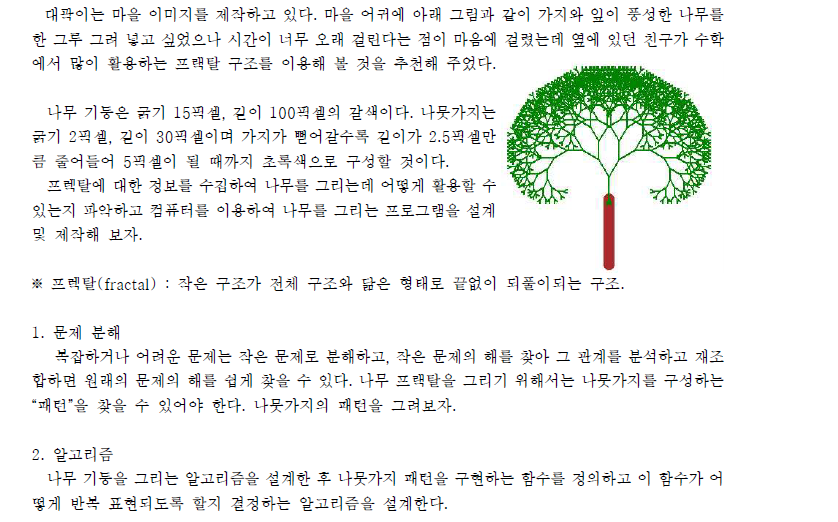 대팍이는 마을 이미지를 제작하고 있다. 마을 어귀에 아래 그림과 같이 가지와 잎이 풍성한 나무를
한 그루 그려 넣고 싶었으나 시간이 너무 오래 걸린다는 점이 마음에 걸렸는데 옆에 있던 친구가 수학
에서 많이 활용하는 프랙탈 구조를 이용해 볼 것을 추천해 주었다.
나무 기둥은 굵기 15픽셀, 길이 100픽셀의 갈색이다. 나뭇가지는
굵기 2픽셀, 길이 30픽셀이며 가지가 뻗어갈수록 길이가 2.5픽셀만
큼 줄어들어 5픽셀이 될 때까지 초록색으로 구성할 것이다.
프렉탈에 대한 정보를 수집하여 나무를 그리는데 어떻게 활용할 수
있는지 파악하고 컴퓨터를 이용하여 나무를 그리는 프로그램을 설계
및 제작해 보자.
※ 프렉탈(fractal) : 작은 구조가 전체 구조와 닮은 형태로 끝없이 되풀이되는 구조.
1. 문제 분해
복잡하거나 어려운 문제는 작은 문제로 분해하고, 작은 문제의 해를 찾아 그 관계를 분석하고 재조
합하면 원래의 문제의 해를 쉽게 찾을 수 있다. 나무 프랙탈을 그리기 위해서는 나뭇가지를 구성하는
“패턴”을 찾을 수 있어야 한다. 나뭇가지의 패턴을 그려보자.
2. 알고리즘
나무 기둥을 그리는 알고리즘을 설계한 후 나뭇가지 패턴을 구현하는 함수를 정의하고 이 함수가 어
떻게 반복 표현되도록 할지 결정하는 알고리즘을 설계한다.